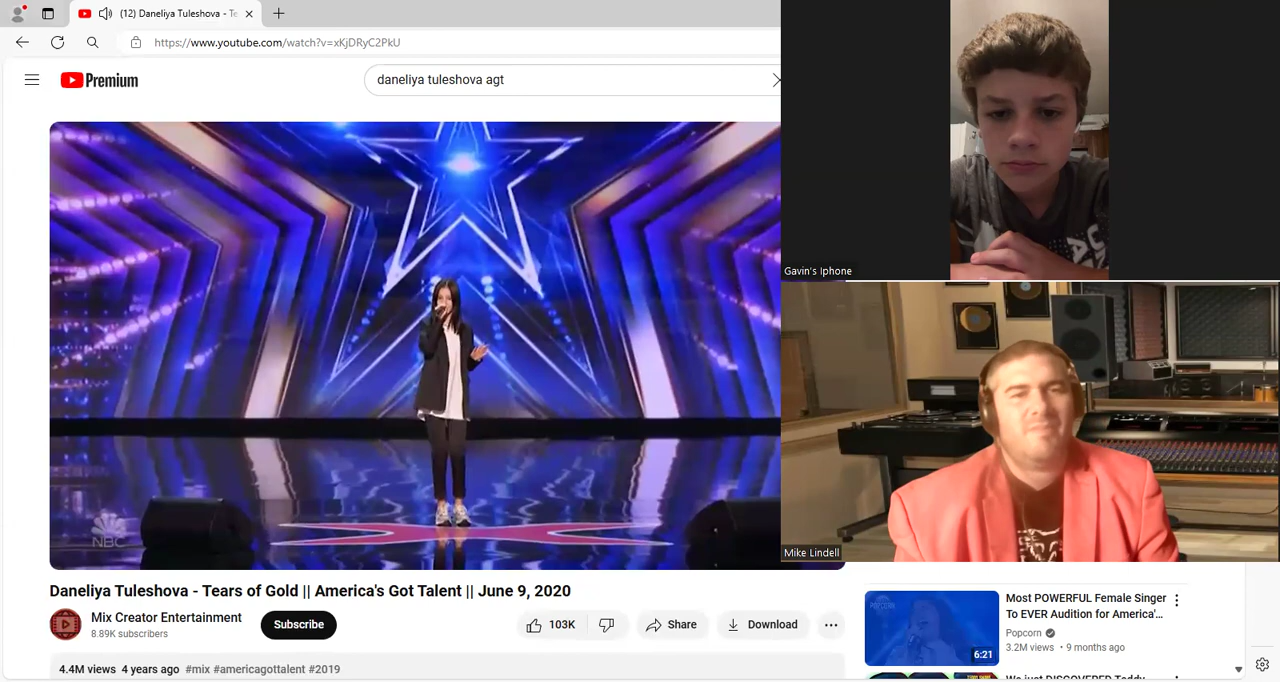 (12) Daneliya Tuleshova - Te
https://www.youtube.com/watch?v=xKjDRyC2PkU
Premium
daneliya tuleshova agt
NBC
Daneliya Tuleshova - Tears of Gold || America's Got Talent || June 9, 2020
Mix Creator Entertainment
8.89K subscribers
Subscribe
103K
Share
Download
4.4M views 4 years ago #mix #americagottalent #2019
Gavin's Iphone
Mike Lindell
POPCORN
6:21
Most POWERFUL Female Singer
To EVER Audition for America'...
Popcorn
3.2M views • 9 months ago